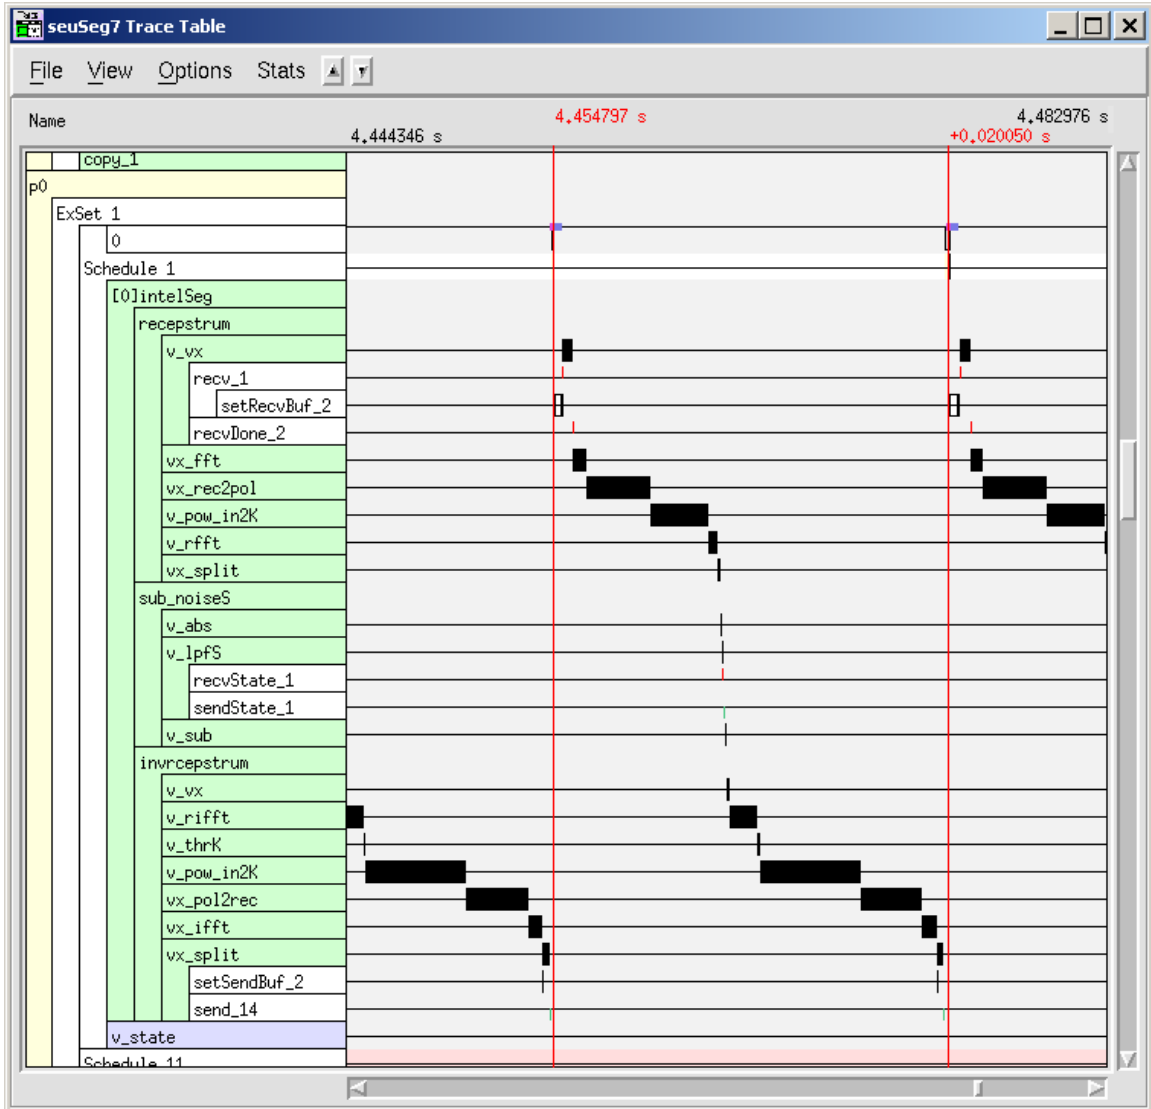 seuSeg7 Trace Table
File View Options Stats
Name
4.444346 s
4.454797 s
4.482976 s
+0.020050 s
copy_1
p0
ExSet 1
0
Schedule 1
[0]intelSeg
recepstrum
v_vx
recv_1
setRecvBuf_2
recvDone_2
vx_fft
vx_rec2pol
v_pow_in2K
v_rfft
vx_split
sub_noiseS
v_abs
v_lpfS
recvState_1
sendState_1
v_sub
invrcepstrum
v_vx
v_rifft
v_thrK
v_pow_in2K
vx_pol2rec
vx_ifft
vx_split
setSendBuf_2
send_14
v_state
Schedule 11